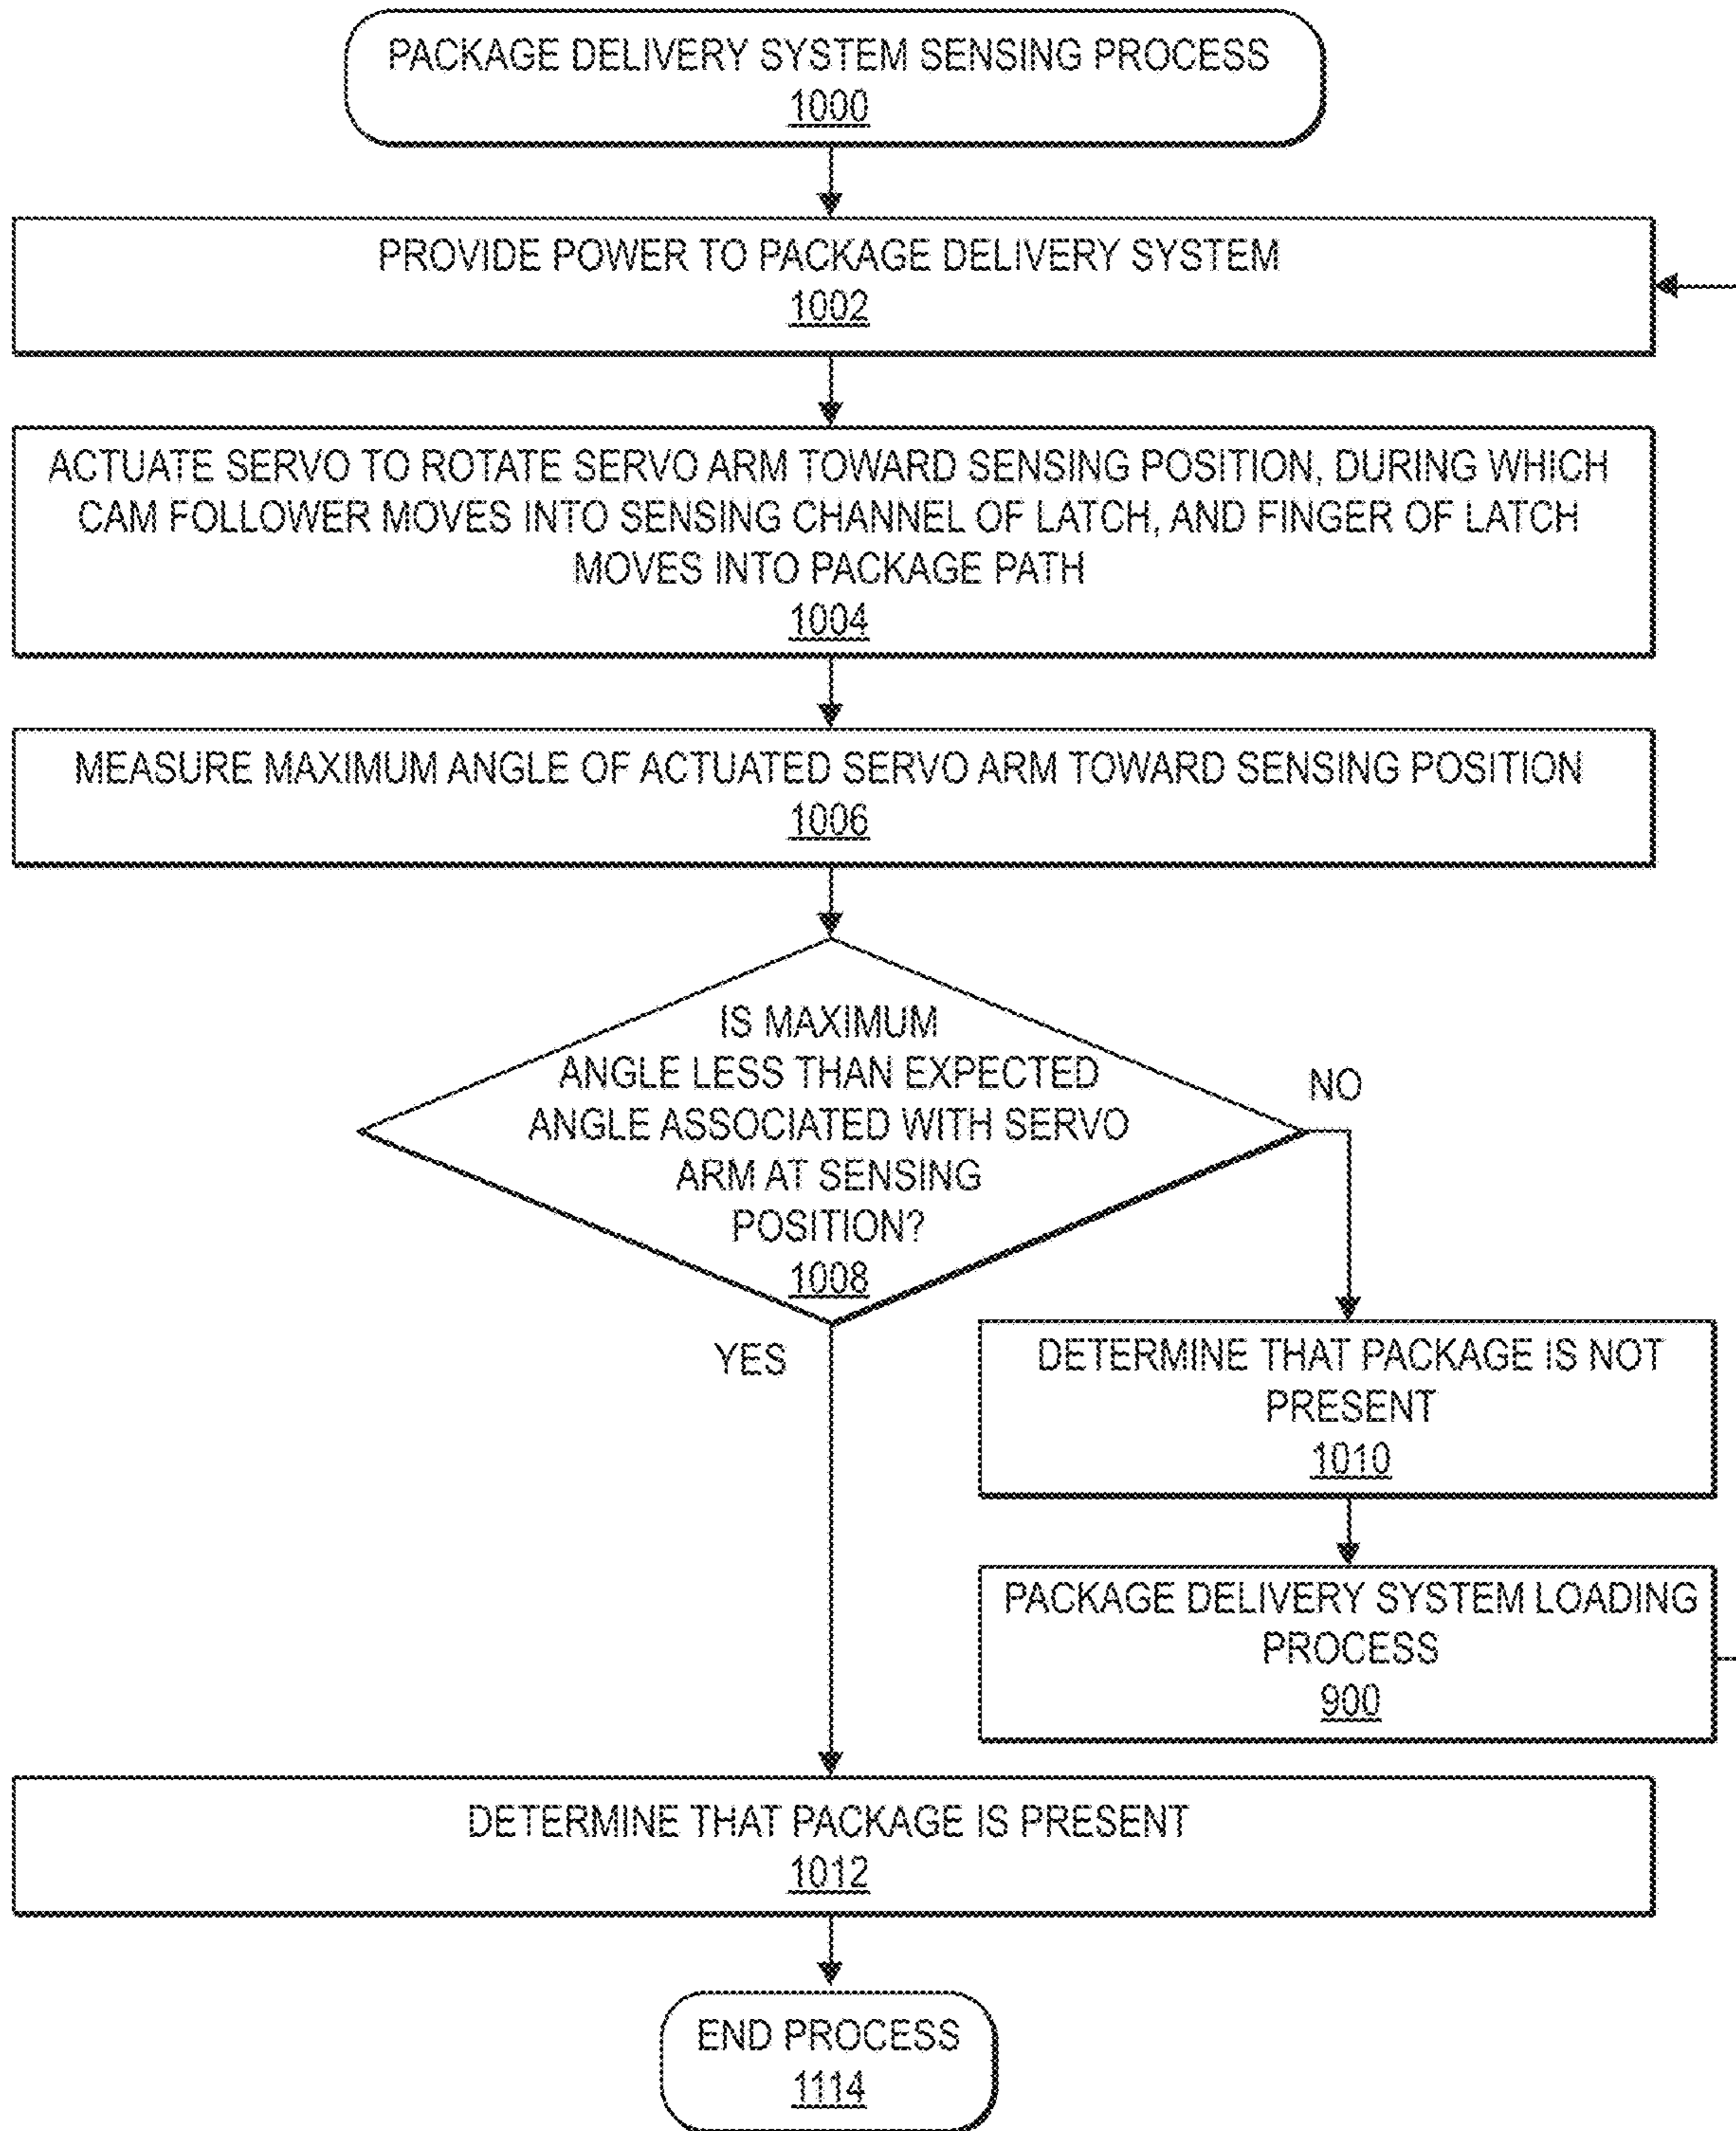 PACKAGE DELIVERY SYSTEM SENSING PROCESS
1000
PROVIDE POWER TO PACKAGE DELIVERY SYSTEM
1002
ACTUATE SERVO TO ROTATE SERVO ARM TOWARD SENSING POSITION, DURING WHICH
CAM FOLLOWER MOVES INTO SENSING CHANNEL OF LATCH, AND FINGER OF LATCH
MOVES INTO PACKAGE PATH
1004
MEASURE MAXIMUM ANGLE OF ACTUATED SERVO ARM TOWARD SENSING POSITION
1006
IS MAXIMUM
ANGLE LESS THAN EXPECTED
ANGLE ASSOCIATED WITH SERVO
ARM AT SENSING
POSITION?
1008
NO
YES
DETERMINE THAT PACKAGE IS NOT
PRESENT
1010
PACKAGE DELIVERY SYSTEM LOADING
PROCESS
900
DETERMINE THAT PACKAGE IS PRESENT
1012
END PROCESS
1114